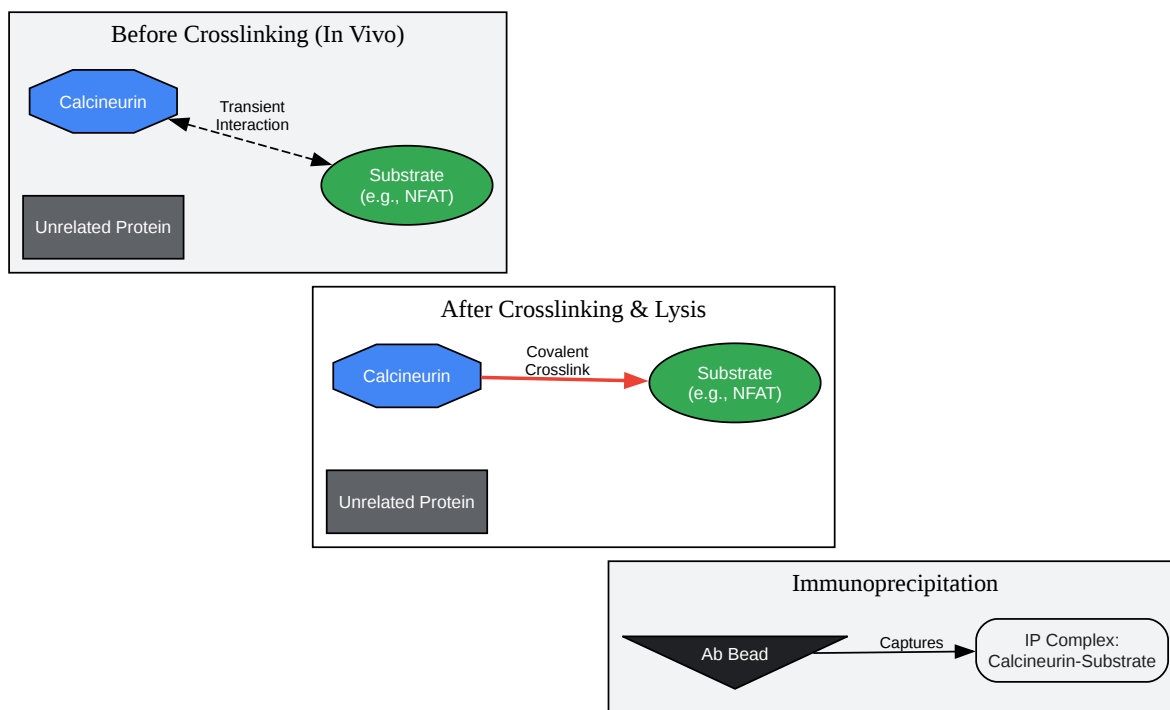 Before Crosslinking (In Vivo)
Calcineurin
Transient
Interaction
Substrate
(e.g., NFAT)
Unrelated Protein
After Crosslinking & Lysis
Calcineurin
Covalent
Crosslink
Substrate
(e.g., NFAT)
Unrelated Protein
Immunoprecipitation
Ab Bead
Captures
IP Complex:
Calcineurin-Substrate